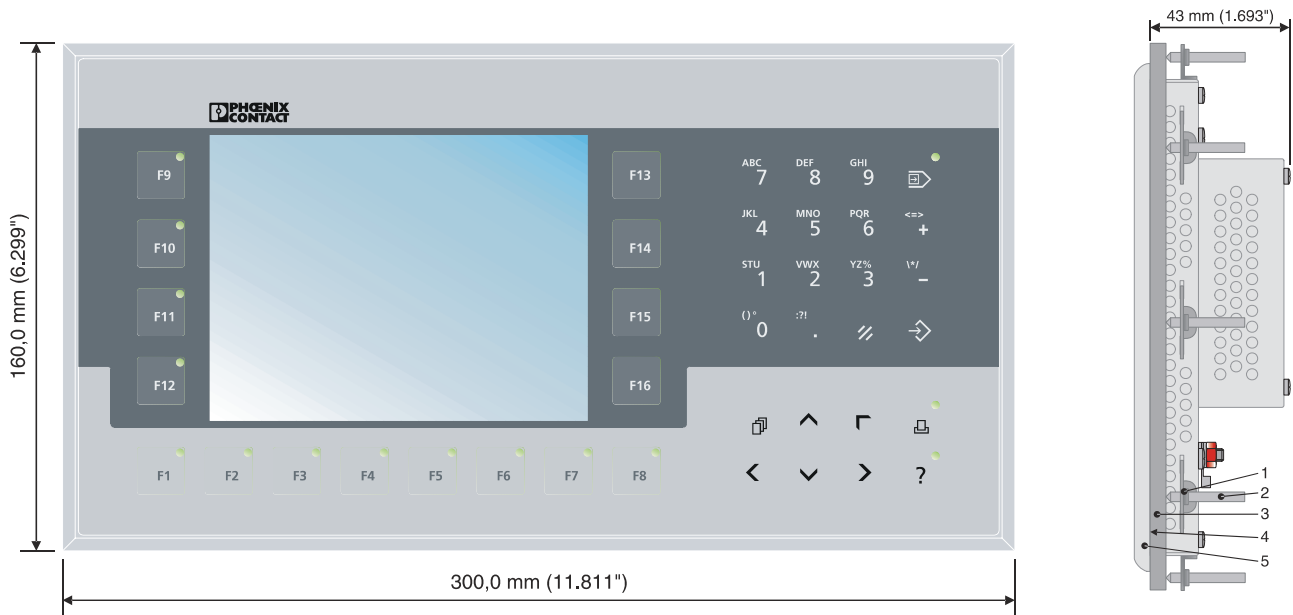 43 mm (1.693")
PHŒNIX
CONTACT
160,0 mm (6.299")
F9
F13
ABC 7
DEF 8
GHI 9
F10
F14
JKL 4
MNO 5
PQR 6
<=> +
F11
F15
STU 1
VWX 2
YZ% 3
\*/ –
F12
F16
()° 0
:?! .
F1
F2
F3
F4
F5
F6
F7
F8
?
1
2
3
4
5
300,0 mm (11.811")